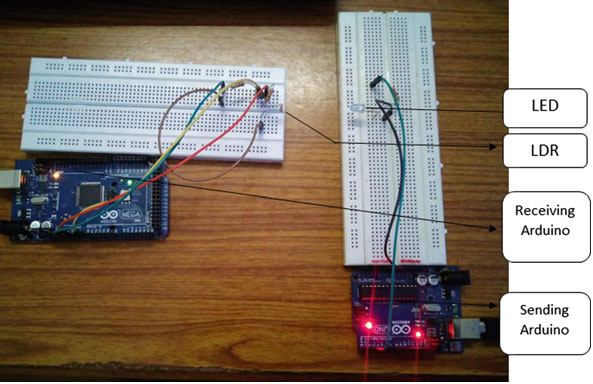 LED
LDR
Receiving
Arduino
Sending
Arduino
MEGA
UNO